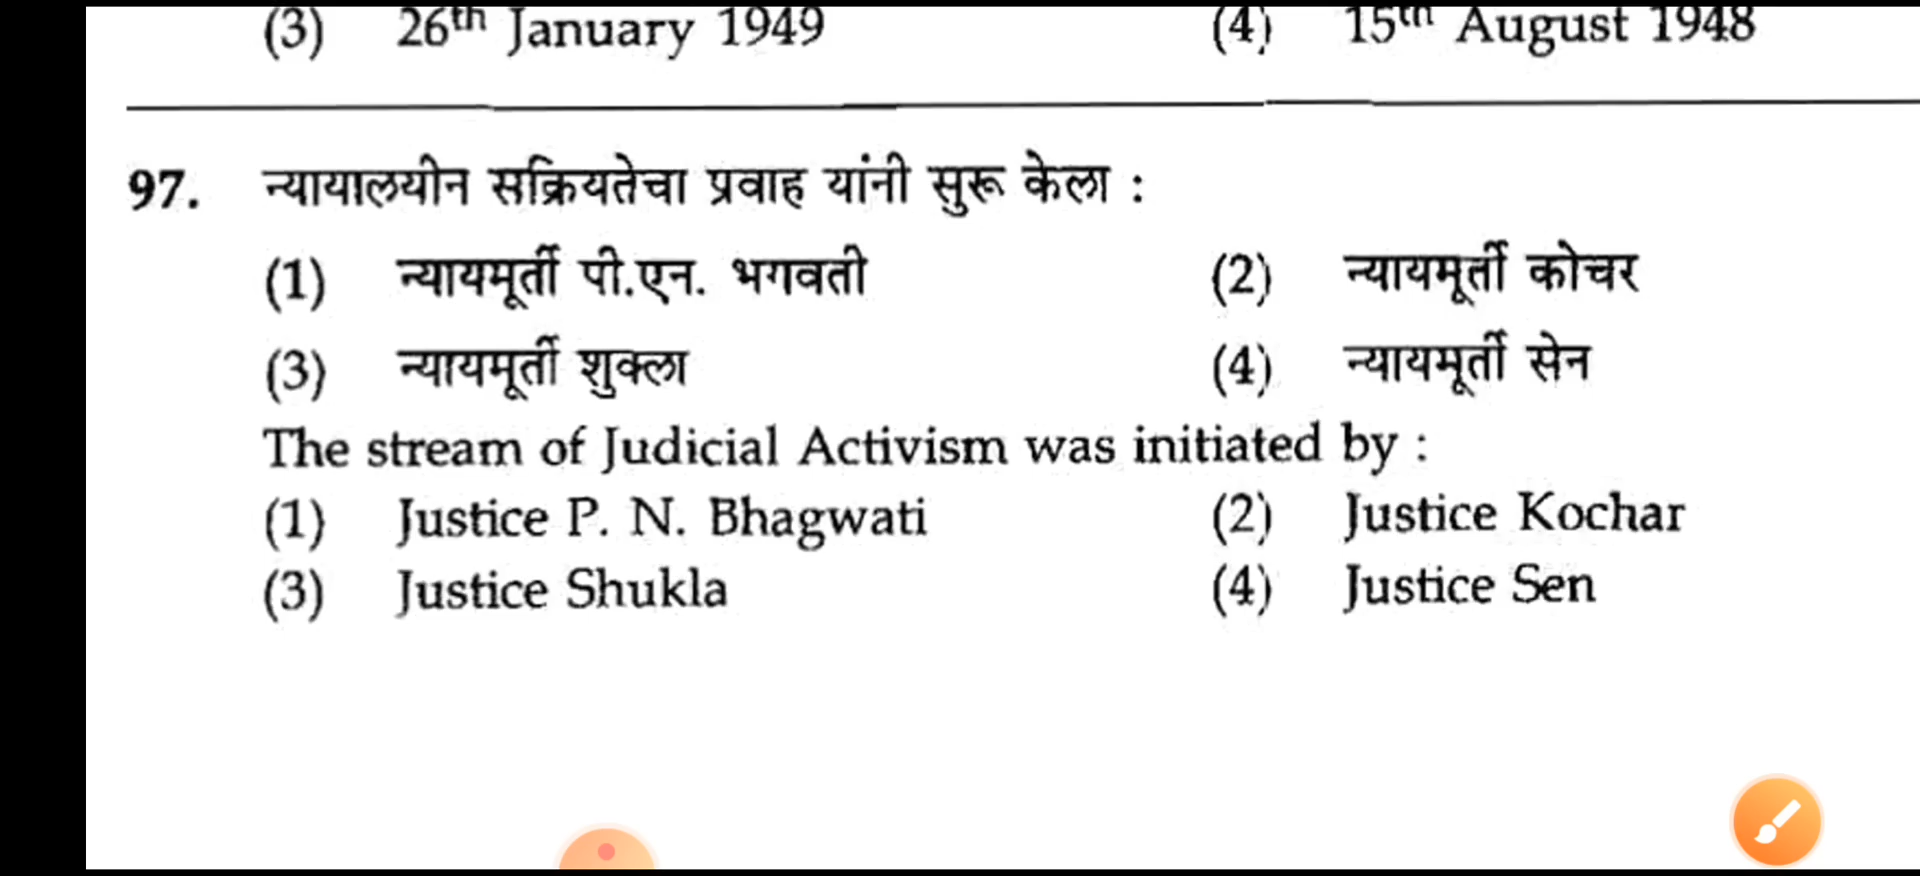 (3) 26th January 1949 (4) 15th August 1948
97. न्यायालयीन सक्रियतेचा प्रवाह यांनी सुरू केला :
(1) न्यायमूर्ती पी.एन. भगवती (2) न्यायमूर्ती कोचर
(3) न्यायमूर्ती शुक्ला (4) न्यायमूर्ती सेन
The stream of Judicial Activism was initiated by :
(1) Justice P. N. Bhagwati (2) Justice Kochar
(3) Justice Shukla (4) Justice Sen